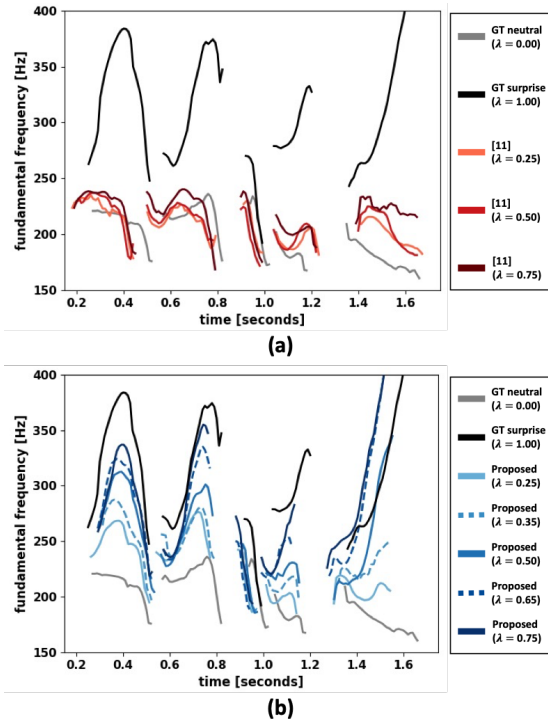 400
350
300
250
200
150
fundamental frequency [Hz]
0.2 0.4 0.6 0.8 1.0 1.2 1.4 1.6
time [seconds]
GT neutral
(λ = 0.00)
GT surprise
(λ = 1.00)
[11]
(λ = 0.25)
[11]
(λ = 0.50)
[11]
(λ = 0.75)
(a)
400
350
300
250
200
150
fundamental frequency [Hz]
0.2 0.4 0.6 0.8 1.0 1.2 1.4 1.6
time [seconds]
GT neutral
(λ = 0.00)
GT surprise
(λ = 1.00)
Proposed
(λ = 0.25)
Proposed
(λ = 0.35)
Proposed
(λ = 0.50)
Proposed
(λ = 0.65)
Proposed
(λ = 0.75)
(b)